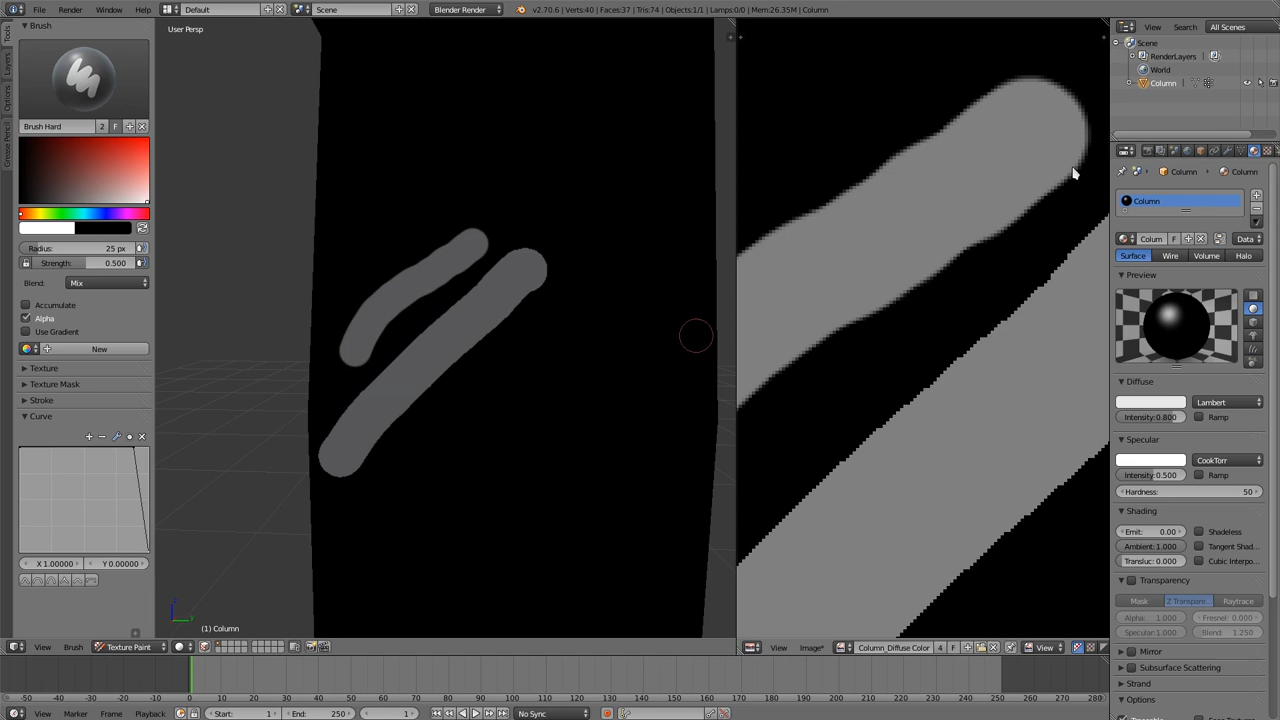 File Render Window Help Default Scene Blender Render v2.70.6 | Verts:40 | Faces:37 | Tris:74 | Objects:1/1 | Lamps:0/0 | Mem:26.35M | Column
Tools
Layers
Options
Grease Pencil
Brush
Brush Hard 2 F
Radius: 25 px
Strength: 0.500
Blend: Mix
Accumulate
Alpha
Use Gradient
New
Texture
Texture Mask
Stroke
Curve
X 1.00000 Y 0.00000
User Persp
(1) Column
View Brush Texture Paint
View Image* Column_Diffuse Color 4 F View
View Search All Scenes
Scene
RenderLayers
World
Column
Column Column
Column
Colum F Data
Surface Wire Volume Halo
Preview
Diffuse
Lambert
Intensity:0.800 Ramp
Specular
CookTorr
Intensity:0.500 Ramp
Hardness: 50
Shading
Emit: 0.00 Shadeless
Ambient: 1.000 Tangent Shad...
Transluc: 0.000 Cubic Interpo...
Transparency
Mask Z Transpare... Raytrace
Alpha: 1.000 Fresnel: 0.000
Specular:1.000 Blend: 1.250
Mirror
Subsurface Scattering
Strand
Options
-50 -40 -30 -20 -10 0 10 20 30 40 50 60 70 80 90 100 110 120 130 140 150 160 170 180 190 200 210 220 230 240 250 260 270 280
View Marker Frame Playback Start: 1 End: 250 1 No Sync